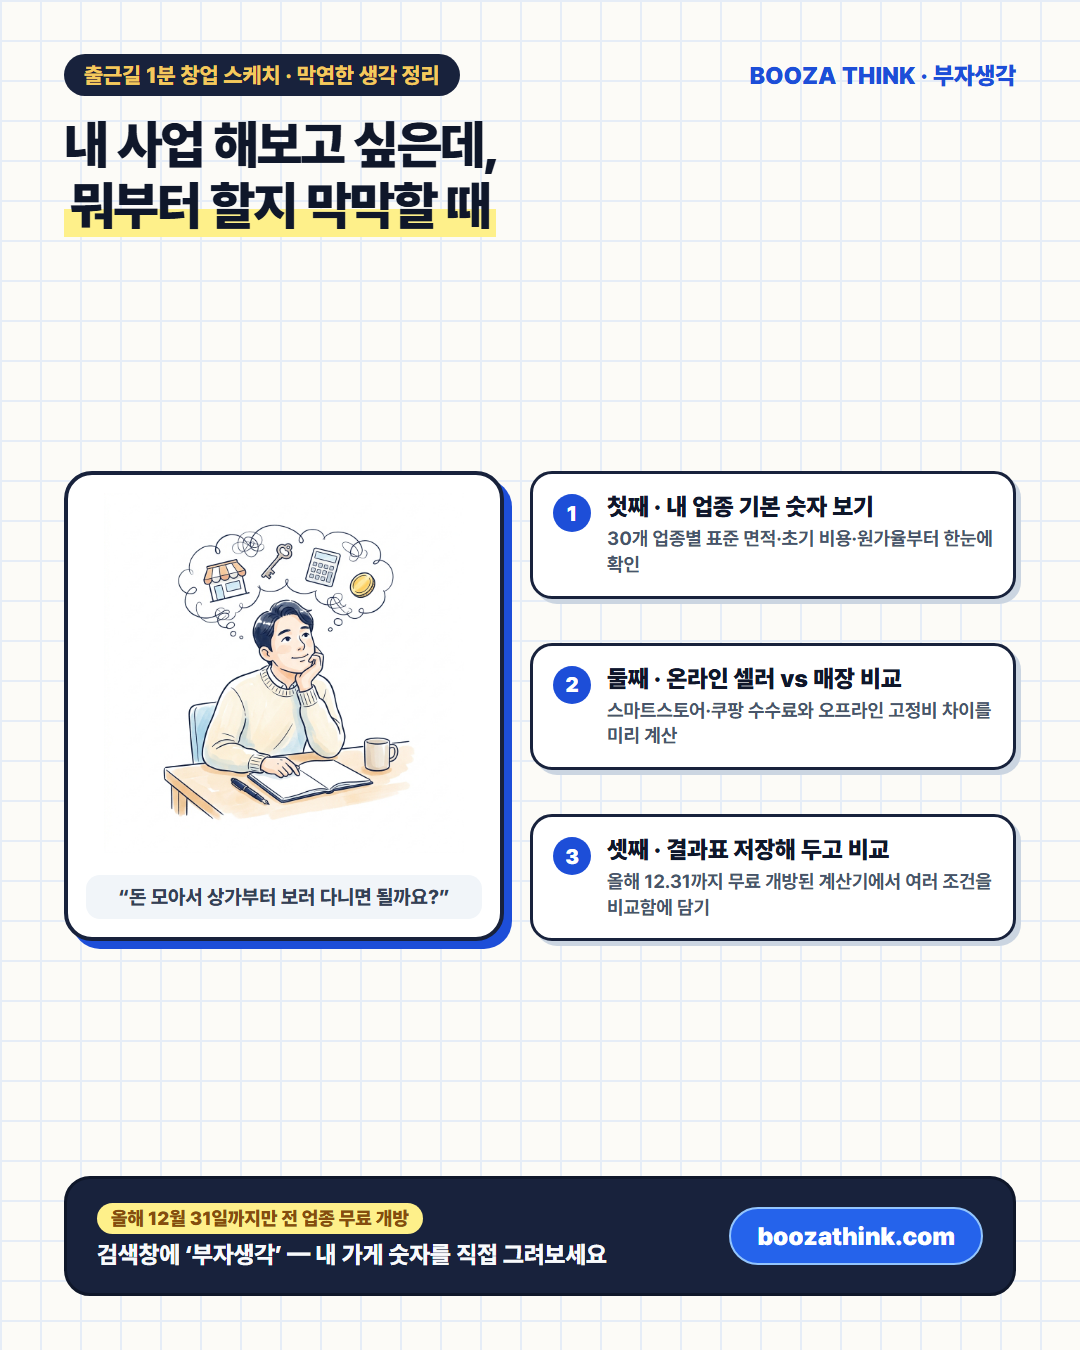 출근길 1분 창업 스케치 · 막연한 생각 정리
BOOZA THINK · 부자생각
내 사업 해보고 싶은데,
뭐부터 할지 막막할 때
“돈 모아서 상가부터 보러 다니면 될까요?”
1
첫째 · 내 업종 기본 숫자 보기
30개 업종별 표준 면적·초기 비용·원가율부터 한눈에
확인
2
둘째 · 온라인 셀러 vs 매장 비교
스마트스토어·쿠팡 수수료와 오프라인 고정비 차이를
미리 계산
3
셋째 · 결과표 저장해 두고 비교
올해 12.31까지 무료 개방된 계산기에서 여러 조건을
비교함에 담기
올해 12월 31일까지만 전 업종 무료 개방
검색창에 ‘부자생각’ — 내 가게 숫자를 직접 그려보세요
boozathink.com